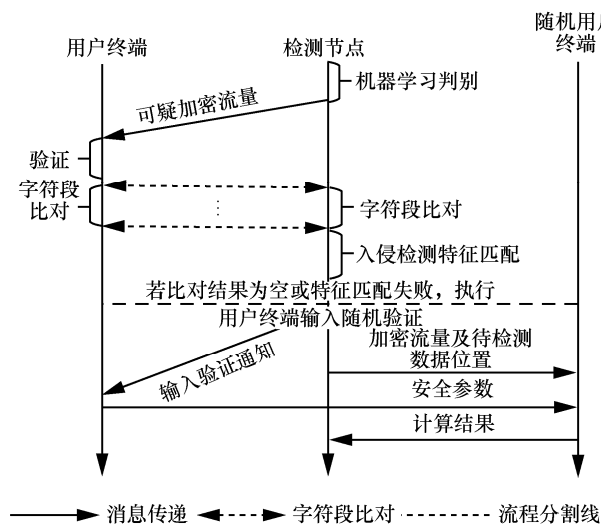 用户终端
检测节点
随机用户
终端
机器学习判别
可疑加密流量
验证
字符段
比对
字符段比对
入侵检测特征匹配
若比对结果为空或特征匹配失败，执行
用户终端输入随机验证
加密流量及待检测
数据位置
输入验证通知
安全参数
计算结果
消息传递
字符段比对
流程分割线